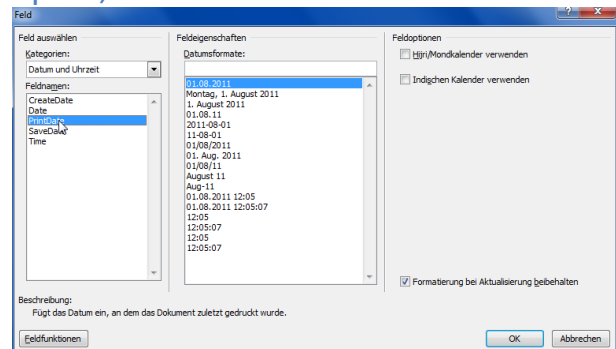 Feld
Feld auswählen
Kategorien:
Datum und Uhrzeit
Feldnamen:
CreateDate
Date
PrintDate
SaveDate
Time
Feldeigenschaften
Datumsformate:
01.08.2011
Montag, 1. August 2011
1. August 2011
01.08.11
2011-08-01
11-08-01
01/08/2011
01. Aug. 2011
01/08/11
August 11
Aug-11
01.08.2011 12:05
01.08.2011 12:05:07
12:05
12:05:07
12:05
12:05:07
Feldoptionen
Hijri/Mondkalender verwenden
Indischen Kalender verwenden
Formatierung bei Aktualisierung beibehalten
Beschreibung:
Fügt das Datum ein, an dem das Dokument zuletzt gedruckt wurde.
Feldfunktionen
OK
Abbrechen